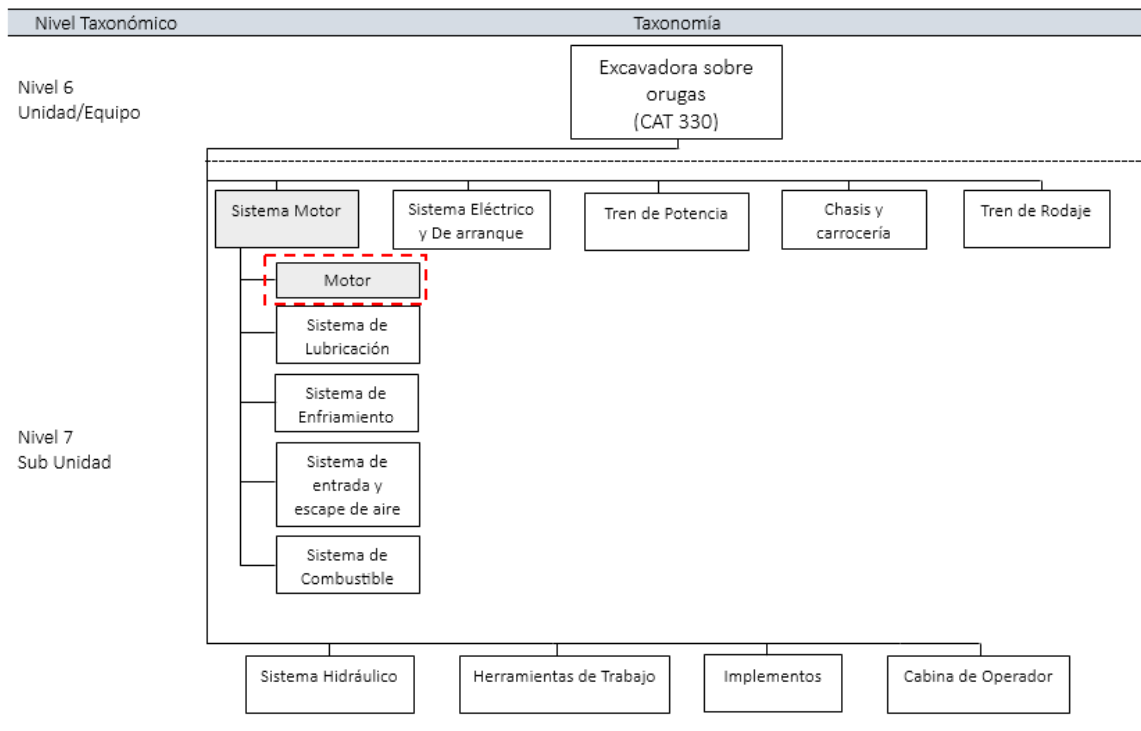 Nivel Taxonómico
Taxonomía
Nivel 6
Unidad/Equipo
Excavadora sobre
orugas
(CAT 330)
Sistema Motor
Sistema Eléctrico
y De arranque
Tren de Potencia
Chasis y
carrocería
Tren de Rodaje
Motor
Sistema de
Lubricación
Sistema de
Enfriamiento
Nivel 7
Sub Unidad
Sistema de
entrada y
escape de aire
Sistema de
Combustible
Sistema Hidráulico
Herramientas de Trabajo
Implementos
Cabina de Operador